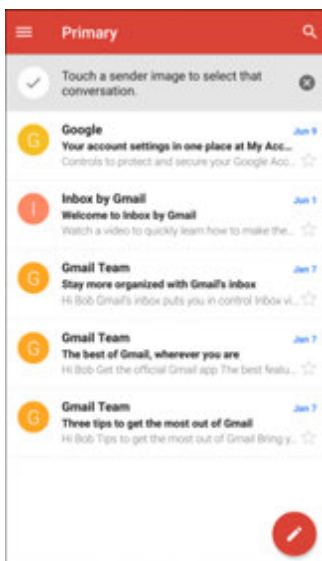 Primary
Touch a sender image to select that
conversation.
G
Google
Jun 9
Your account settings in one place at My Acc...
Controls to protect and secure your Google Acc...
I
Inbox by Gmail
Jun 1
Welcome to Inbox by Gmail
Watch a video to quickly learn how to make the...
G
Gmail Team
Jan 7
Stay more organized with Gmail's inbox
Hi Bob Gmail's inbox puts you in control Inbox vi...
G
Gmail Team
Jan 7
The best of Gmail, wherever you are
Hi Bob Get the official Gmail app The best featu...
G
Gmail Team
Jan 7
Three tips to get the most out of Gmail
Hi Bob Tips to get the most out of Gmail Bring y...